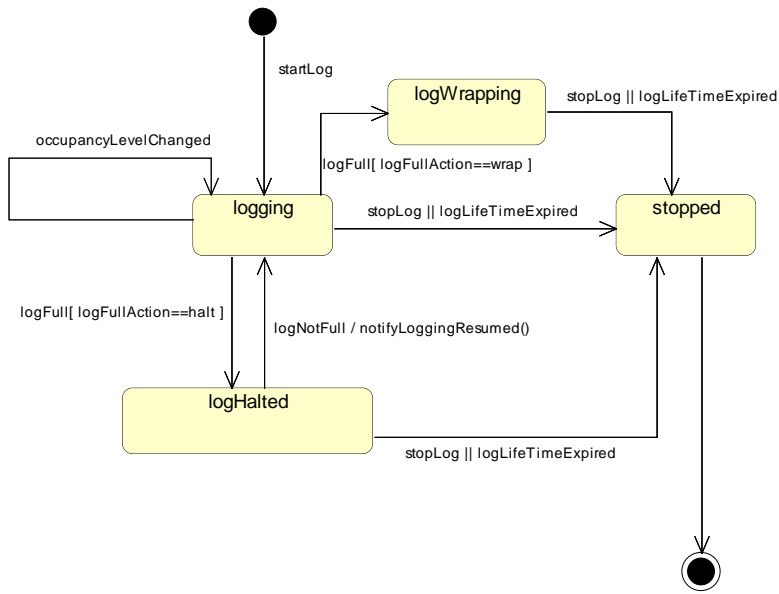 startLog
logWrapping
stopLog || logLifeTimeExpired
occupancyLevelChanged
logFull[ logFullAction==wrap ]
logging
stopLog || logLifeTimeExpired
stopped
logFull[ logFullAction==halt ]
logNotFull / notifyLoggingResumed()
logHalted
stopLog || logLifeTimeExpired